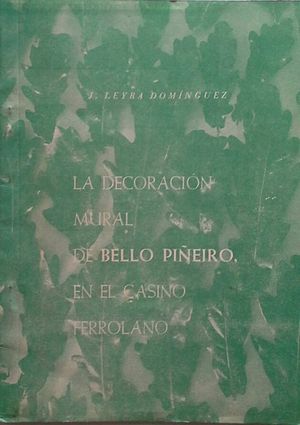 J. LEYRA DOMÍNGUEZ
LA DECORACIÓN
MURAL
DE BELLO PIÑEIRO,
EN EL CASINO
FERROLANO